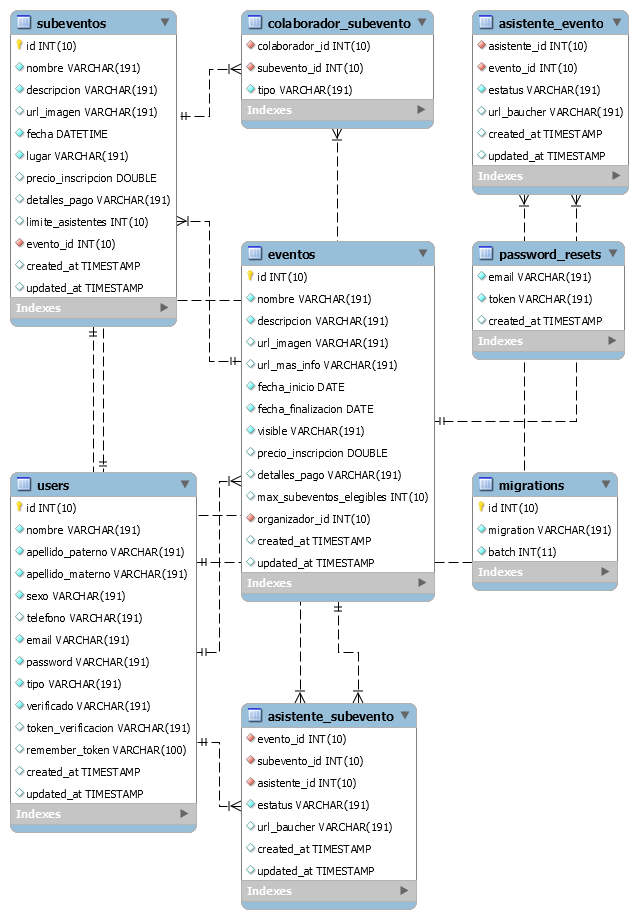 subeventos
id INT(10)
nombre VARCHAR(191)
descripcion VARCHAR(191)
url_imagen VARCHAR(191)
fecha DATETIME
lugar VARCHAR(191)
precio_inscripcion DOUBLE
detalles_pago VARCHAR(191)
limite_asistentes INT(10)
evento_id INT(10)
created_at TIMESTAMP
updated_at TIMESTAMP
Indexes
colaborador_subevento
colaborador_id INT(10)
subevento_id INT(10)
tipo VARCHAR(191)
Indexes
asistente_evento
asistente_id INT(10)
evento_id INT(10)
estatus VARCHAR(191)
url_baucher VARCHAR(191)
created_at TIMESTAMP
updated_at TIMESTAMP
Indexes
eventos
id INT(10)
nombre VARCHAR(191)
descripcion VARCHAR(191)
url_imagen VARCHAR(191)
url_mas_info VARCHAR(191)
fecha_inicio DATE
fecha_finalizacion DATE
visible VARCHAR(191)
precio_inscripcion DOUBLE
detalles_pago VARCHAR(191)
max_subeventos_elegibles INT(10)
organizador_id INT(10)
created_at TIMESTAMP
updated_at TIMESTAMP
Indexes
password_resets
email VARCHAR(191)
token VARCHAR(191)
created_at TIMESTAMP
Indexes
users
id INT(10)
nombre VARCHAR(191)
apellido_paterno VARCHAR(191)
apellido_materno VARCHAR(191)
sexo VARCHAR(191)
telefono VARCHAR(191)
email VARCHAR(191)
password VARCHAR(191)
tipo VARCHAR(191)
verificado VARCHAR(191)
token_verificacion VARCHAR(191)
remember_token VARCHAR(100)
created_at TIMESTAMP
updated_at TIMESTAMP
Indexes
migrations
id INT(10)
migration VARCHAR(191)
batch INT(11)
Indexes
asistente_subevento
evento_id INT(10)
subevento_id INT(10)
asistente_id INT(10)
estatus VARCHAR(191)
url_baucher VARCHAR(191)
created_at TIMESTAMP
updated_at TIMESTAMP
Indexes